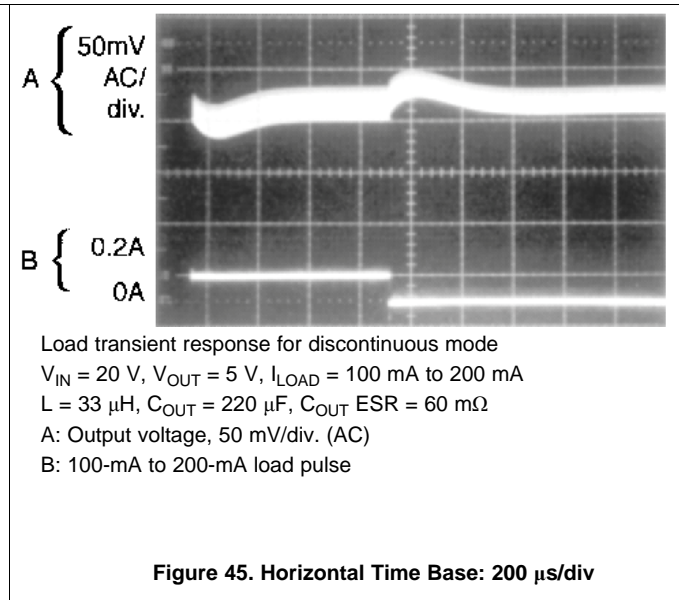 A { 50mV
AC/
div.
B { 0.2A
0A
Load transient response for discontinuous mode
V_IN = 20 V, V_OUT = 5 V, I_LOAD = 100 mA to 200 mA
L = 33 μH, C_OUT = 220 μF, C_OUT ESR = 60 mΩ
A: Output voltage, 50 mV/div. (AC)
B: 100-mA to 200-mA load pulse
Figure 45. Horizontal Time Base: 200 μs/div